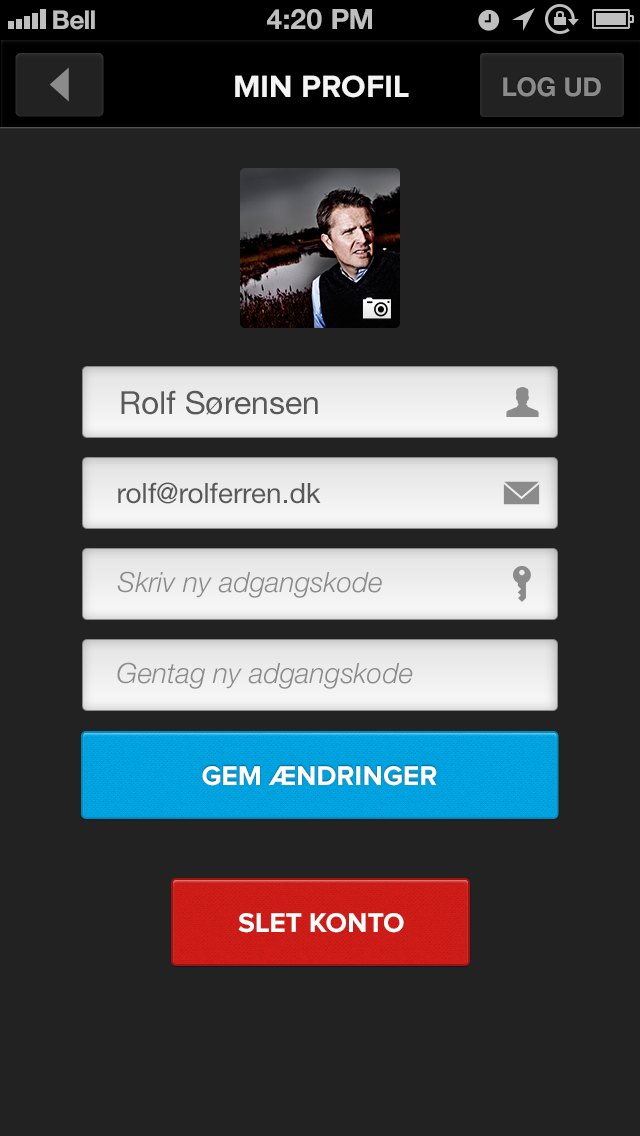 Bell
4:20 PM
MIN PROFIL
LOG UD
Rolf Sørensen
rolf@rolferren.dk
Skriv ny adgangskode
Gentag ny adgangskode
GEM ÆNDRINGER
SLET KONTO